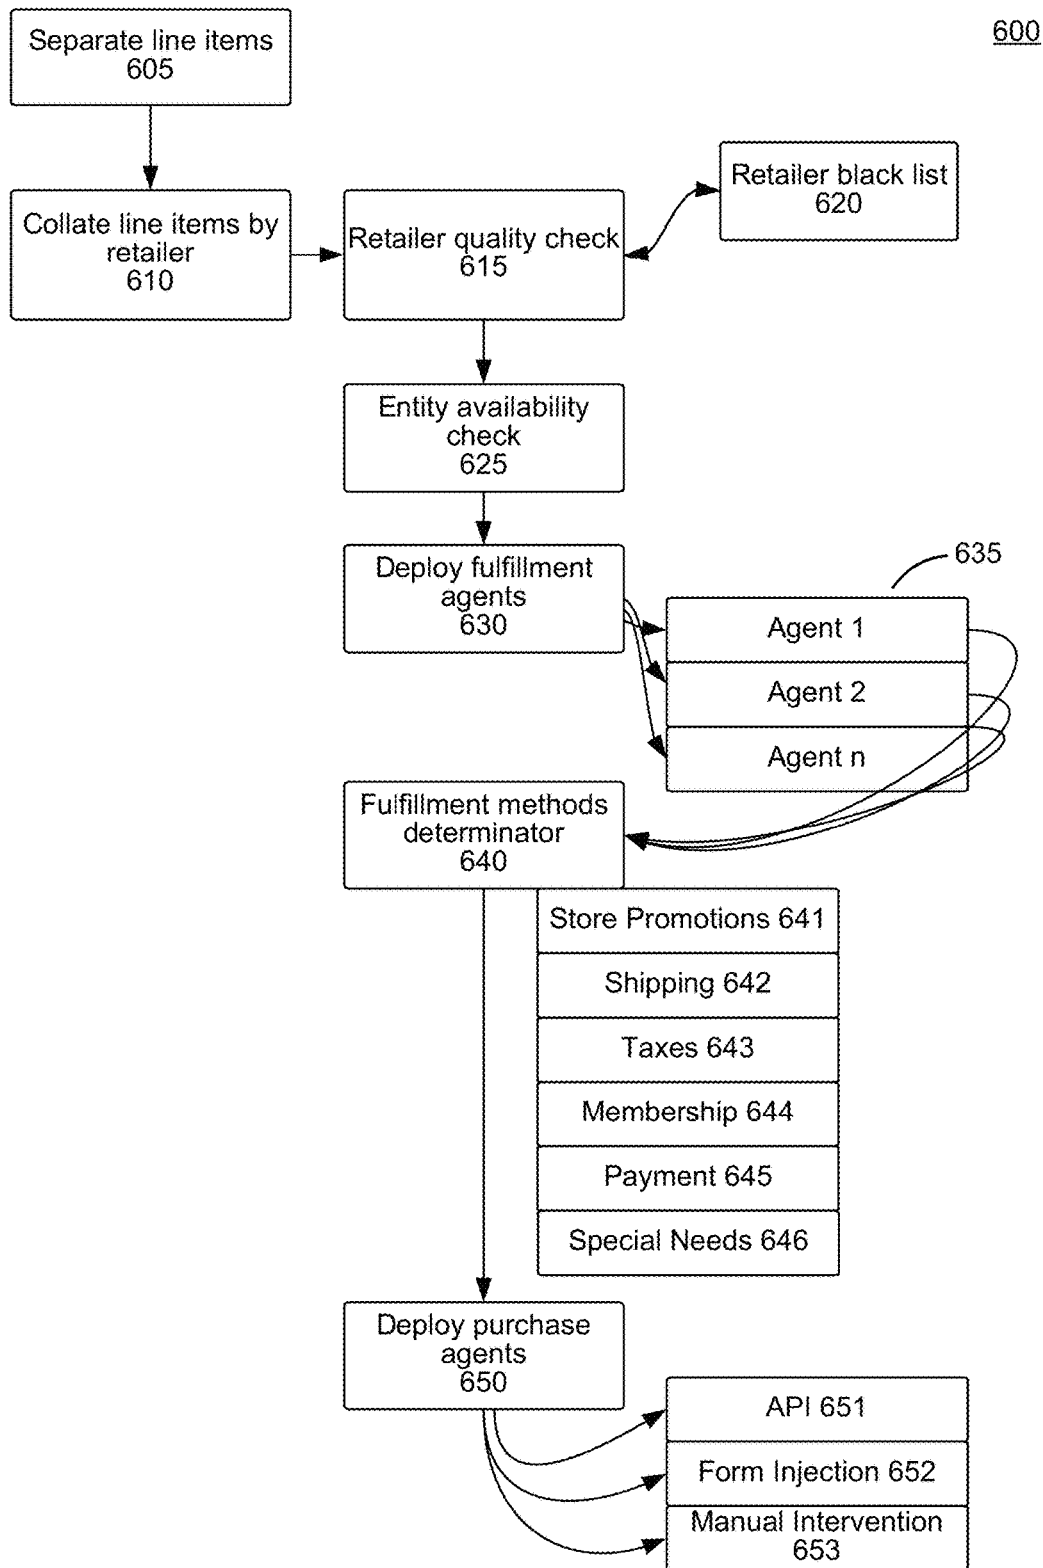 600
Separate line items
605
Collate line items by
retailer
610
Retailer quality check
615
Retailer black list
620
Entity availability
check
625
Deploy fulfillment
agents
630
635
Agent 1
Agent 2
Agent n
Fulfillment methods
determinator
640
Store Promotions 641
Shipping 642
Taxes 643
Membership 644
Payment 645
Special Needs 646
Deploy purchase
agents
650
API 651
Form Injection 652
Manual Intervention
653